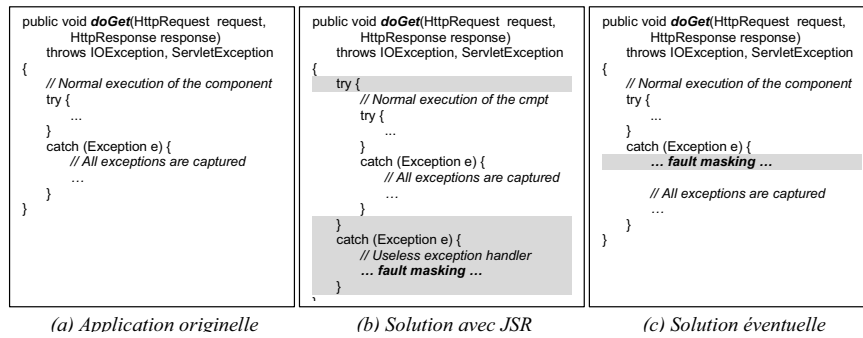 public void doGet(HttpRequest request,
HttpResponse response)
throws IOException, ServletException
{
// Normal execution of the component
try {
...
}
catch (Exception e) {
// All exceptions are captured
…
}
}
(a) Application originelle
public void doGet(HttpRequest request,
HttpResponse response)
throws IOException, ServletException
{
try {
// Normal execution of the cmpt
try {
...
}
catch (Exception e) {
// All exceptions are captured
…
}
}
catch (Exception e) {
// Useless exception handler
… fault masking …
}
}
(b) Solution avec JSR
public void doGet(HttpRequest request,
HttpResponse response)
throws IOException, ServletException
{
// Normal execution of the component
try {
...
}
catch (Exception e) {
… fault masking …
// All exceptions are captured
…
}
}
(c) Solution éventuelle